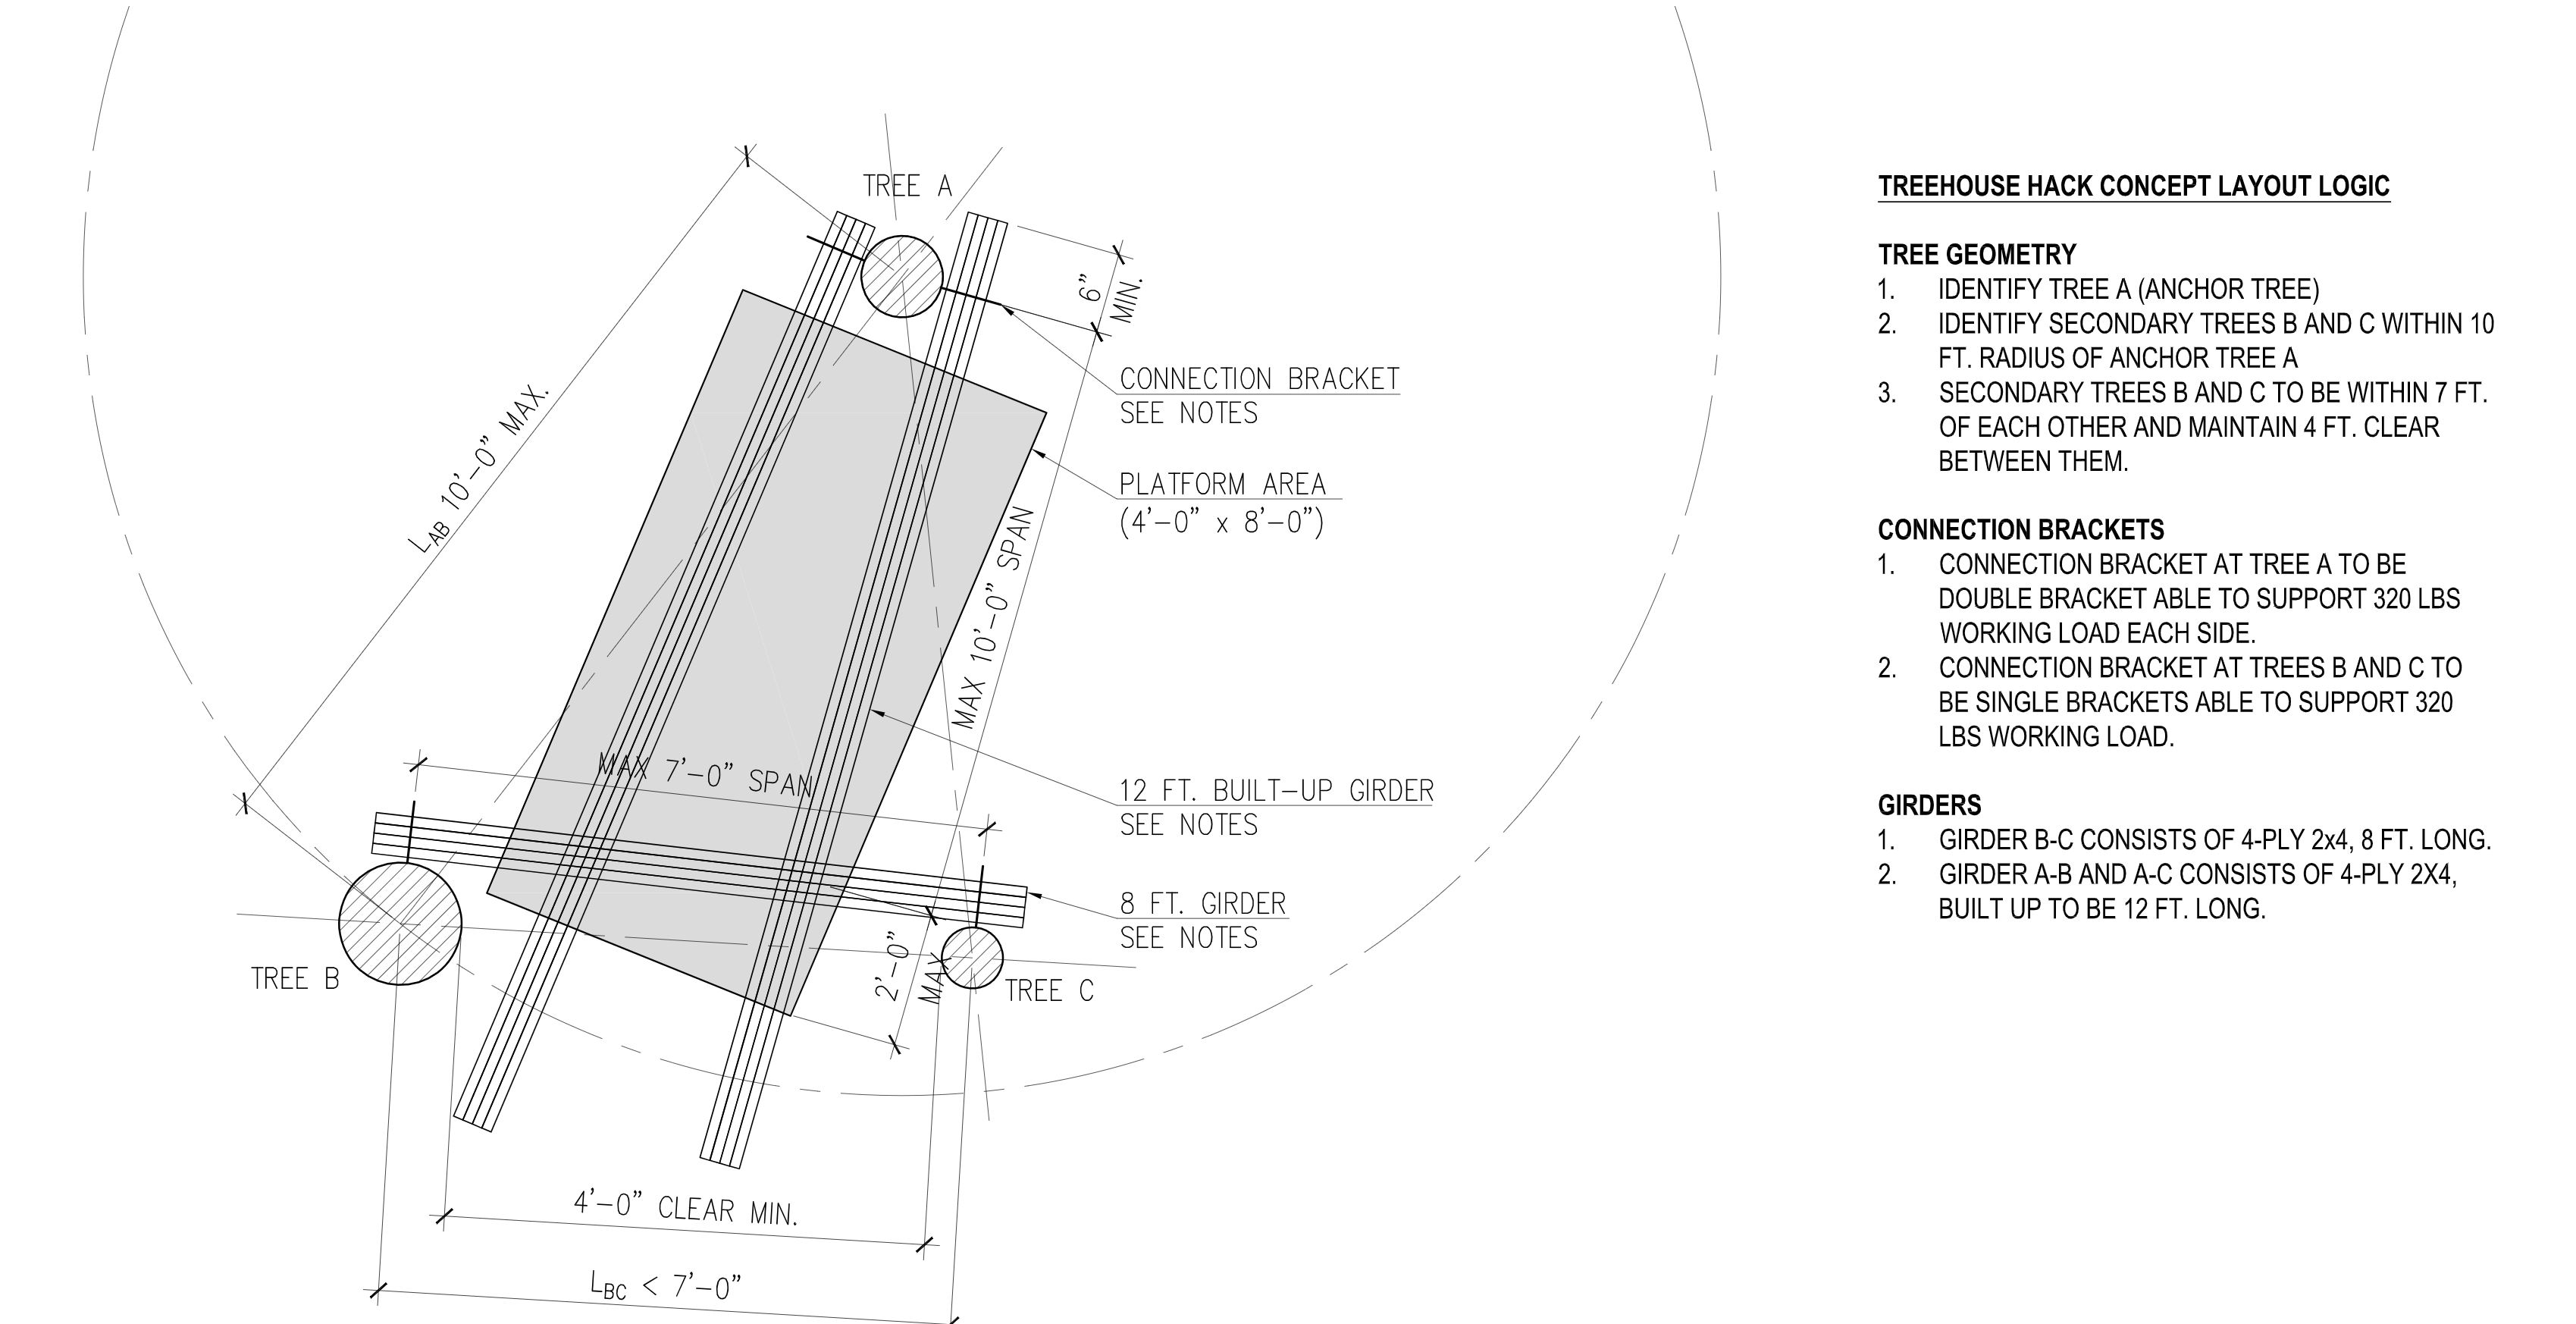 TREE A
6"
MIN.
CONNECTION BRACKET
SEE NOTES
LAB 10'-0" MAX.
PLATFORM AREA
(4'-0" x 8'-0")
MAX 10'-0" SPAN
MAX 7'-0" SPAN
12 FT. BUILT-UP GIRDER
SEE NOTES
8 FT. GIRDER
SEE NOTES
2'-0"
MAX
TREE B
TREE C
4'-0" CLEAR MIN.
LBC < 7'-0"
TREEHOUSE HACK CONCEPT LAYOUT LOGIC
TREE GEOMETRY
1. IDENTIFY TREE A (ANCHOR TREE)
2. IDENTIFY SECONDARY TREES B AND C WITHIN 10
FT. RADIUS OF ANCHOR TREE A
3. SECONDARY TREES B AND C TO BE WITHIN 7 FT.
OF EACH OTHER AND MAINTAIN 4 FT. CLEAR
BETWEEN THEM.
CONNECTION BRACKETS
1. CONNECTION BRACKET AT TREE A TO BE
DOUBLE BRACKET ABLE TO SUPPORT 320 LBS
WORKING LOAD EACH SIDE.
2. CONNECTION BRACKET AT TREES B AND C TO
BE SINGLE BRACKETS ABLE TO SUPPORT 320
LBS WORKING LOAD.
GIRDERS
1. GIRDER B-C CONSISTS OF 4-PLY 2x4, 8 FT. LONG.
2. GIRDER A-B AND A-C CONSISTS OF 4-PLY 2X4,
BUILT UP TO BE 12 FT. LONG.